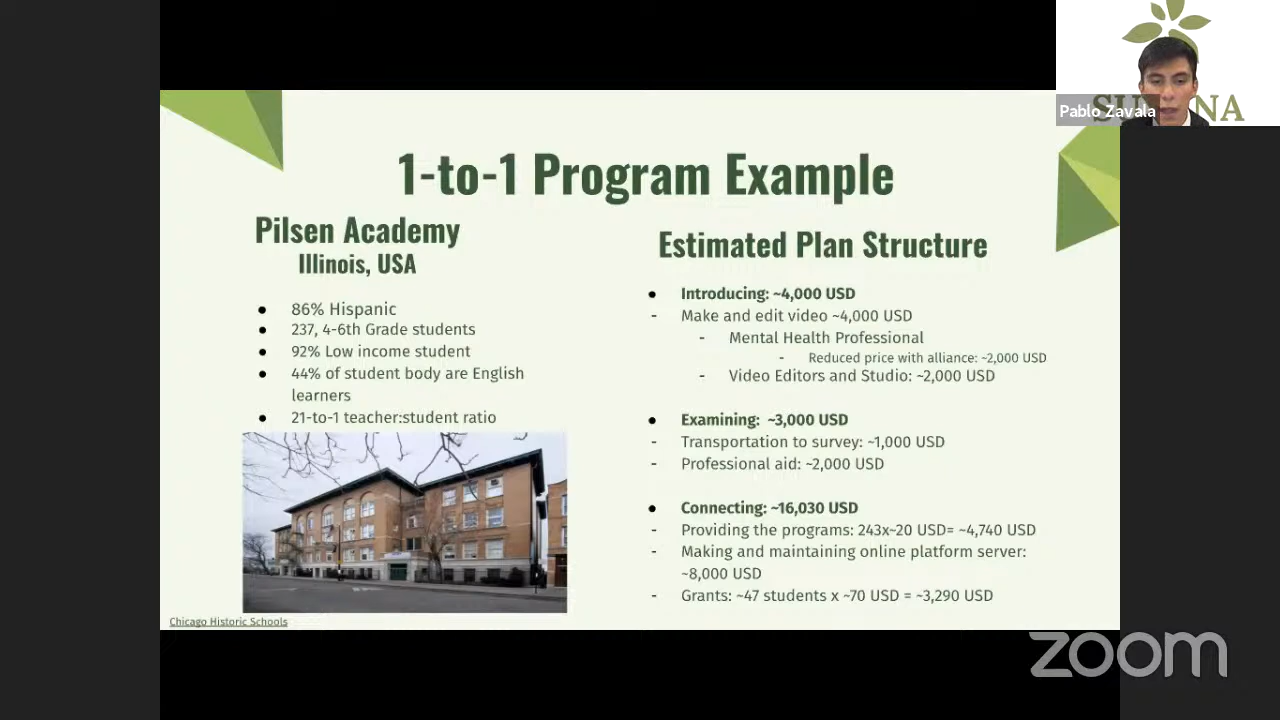 1-to-1 Program Example
Pilsen Academy
Illinois, USA
● 86% Hispanic
● 237, 4-6th Grade students
● 92% Low income student
● 44% of student body are English
learners
● 21-to-1 teacher:student ratio
Chicago Historic Schools
Estimated Plan Structure
● Introducing: ~4,000 USD
- Make and edit video ~4,000 USD
- Mental Health Professional
- Reduced price with alliance: ~2,000 USD
- Video Editors and Studio: ~2,000 USD
● Examining: ~3,000 USD
- Transportation to survey: ~1,000 USD
- Professional aid: ~2,000 USD
● Connecting: ~16,030 USD
- Providing the programs: 243x~20 USD= ~4,740 USD
- Making and maintaining online platform server:
~8,000 USD
- Grants: ~47 students x ~70 USD = ~3,290 USD
Pablo Zavala
NA
zoom